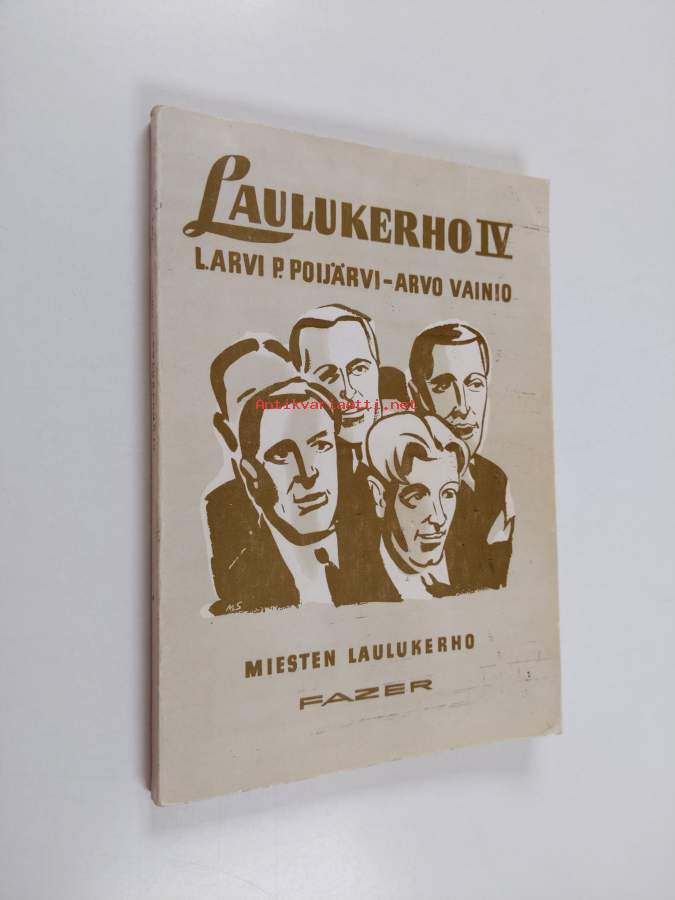 LAULUKERHO IV
L. ARVI P. POIJÄRVI – ARVO VAINIO
Antikvariaatti.net
M.S
MIESTEN LAULUKERHO
FAZER